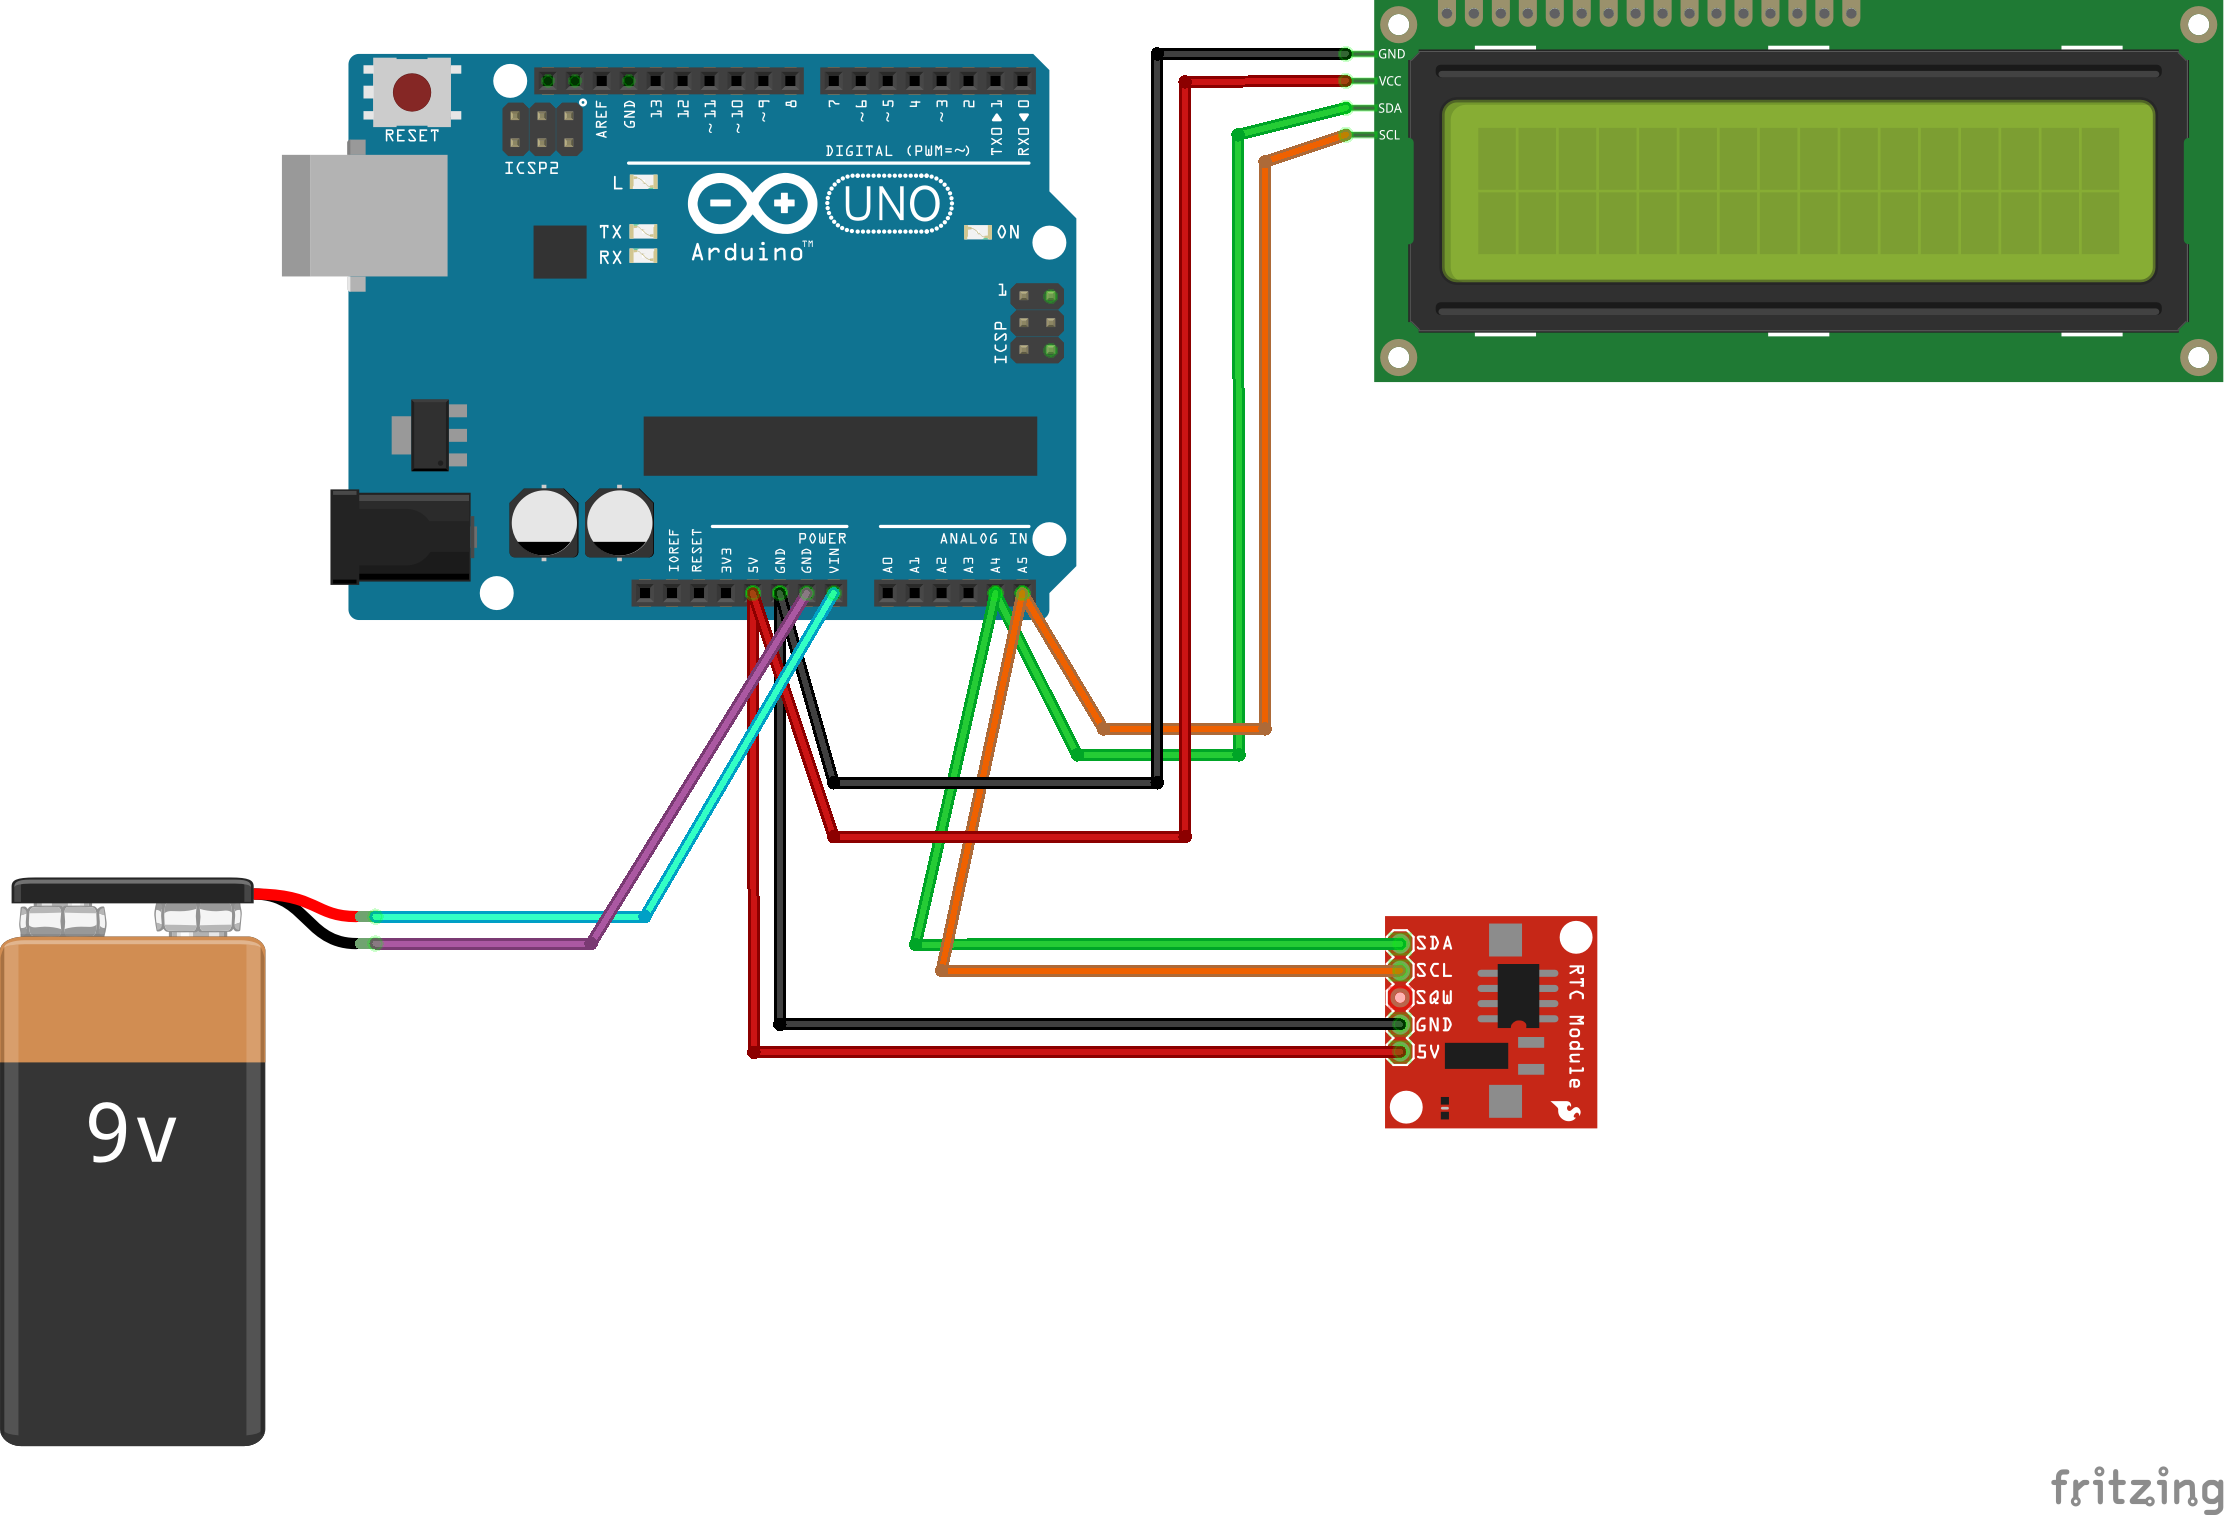 RESET
ICSP2
AREF
GND
13
12
~11
~10
~9
8
7
~6
~5
4
~3
2
TX0 ▶ 1
RX0 ◀ 0
DIGITAL (PWM=~)
L
TX
RX
Arduino™
UNO
ON
1
ICSP
POWER
ANALOG IN
IOREF
RESET
3V3
5V
GND
GND
VIN
A0
A1
A2
A3
A4
A5
GND
VCC
SDA
SCL
9v
SDA
SCL
SQW
GND
5V
RTC Module
fritzing